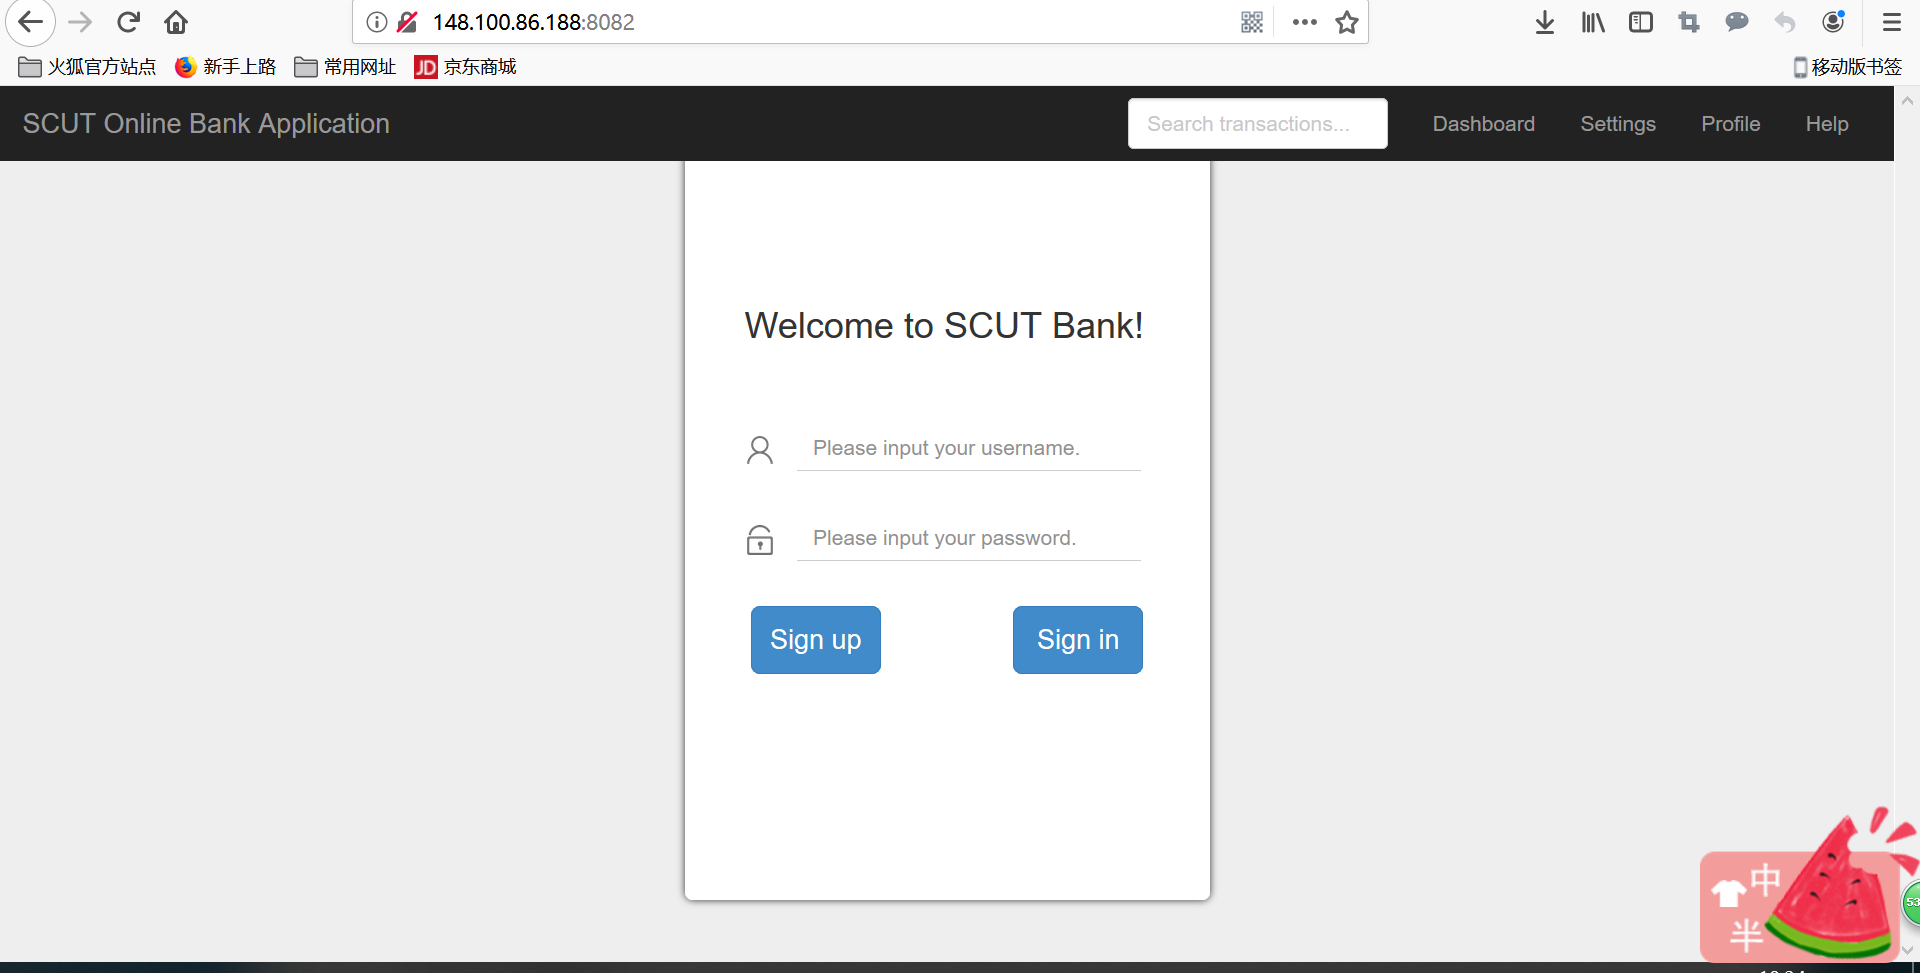 148.100.86.188:8082
火狐官方站点 新手上路 常用网址 JD 京东商城 移动版书签
SCUT Online Bank Application Search transactions... Dashboard Settings Profile Help
Welcome to SCUT Bank!
Please input your username.
Please input your password.
Sign up Sign in
中
半
53